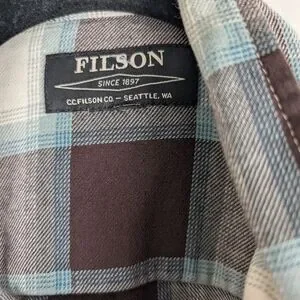 FILSON
SINCE 1897
C.C. FILSON CO. — SEATTLE, WA